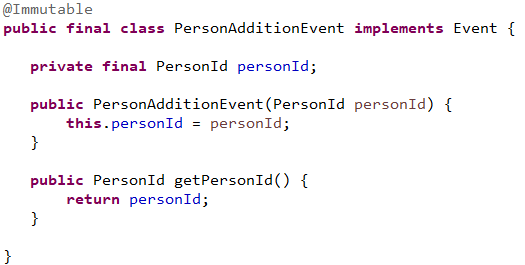 @Immutable
public final class PersonAdditionEvent implements Event {
private final PersonId personId;
public PersonAdditionEvent(PersonId personId) {
this.personId = personId;
}
public PersonId getPersonId() {
return personId;
}
}